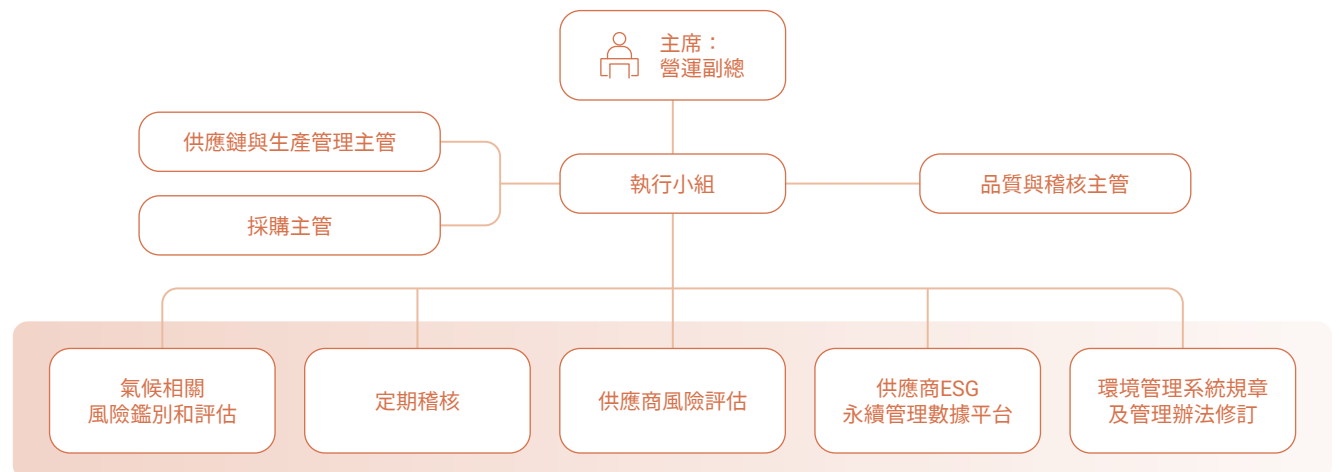 主席：
營運副總
供應鏈與生產管理主管
執行小組
品質與稽核主管
採購主管
氣候相關
風險鑑別和評估
定期稽核
供應商風險評估
供應商ESG
永續管理數據平台
環境管理系統規章
及管理辦法修訂